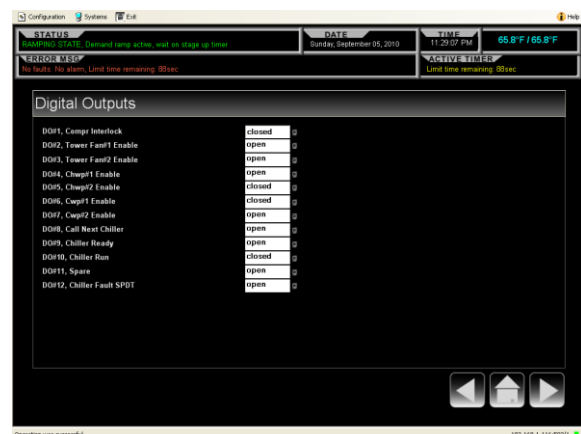 Configuration Systems Exit Help
STATUS
RAMPING STATE, Demand ramp active, wait on stage up timer
DATE
Sunday, September 05, 2010
TIME
11:29:07 PM
65.8°F / 65.8°F
ERROR MSG
No faults. No alarm, Limit time remaining: 88sec
ACTIVE TIMER
Limit time remaining: 88sec
Digital Outputs
DO#1, Compr Interlock closed
DO#2, Tower Fan#1 Enable open
DO#3, Tower Fan#2 Enable open
DO#4, Chwp#1 Enable open
DO#5, Chwp#2 Enable closed
DO#6, Cwp#1 Enable closed
DO#7, Cwp#2 Enable open
DO#8, Call Next Chiller open
DO#9, Chiller Ready open
DO#10, Chiller Run closed
DO#11, Spare open
DO#12, Chiller Fault SPDT open